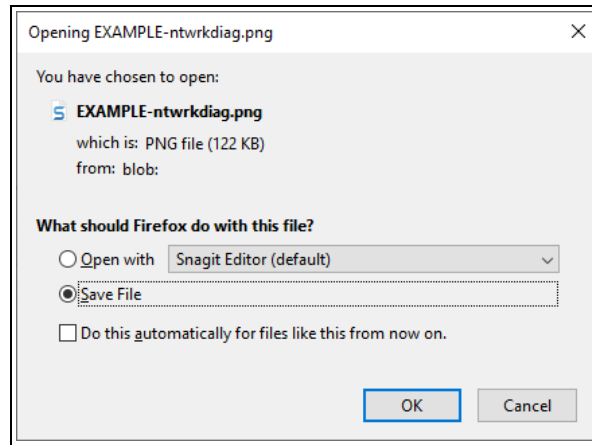 Opening EXAMPLE-ntwrkdiag.png
You have chosen to open:
EXAMPLE-ntwrkdiag.png
which is: PNG file (122 KB)
from: blob:
What should Firefox do with this file?
Open with Snagit Editor (default)
Save File
Do this automatically for files like this from now on.
OK Cancel